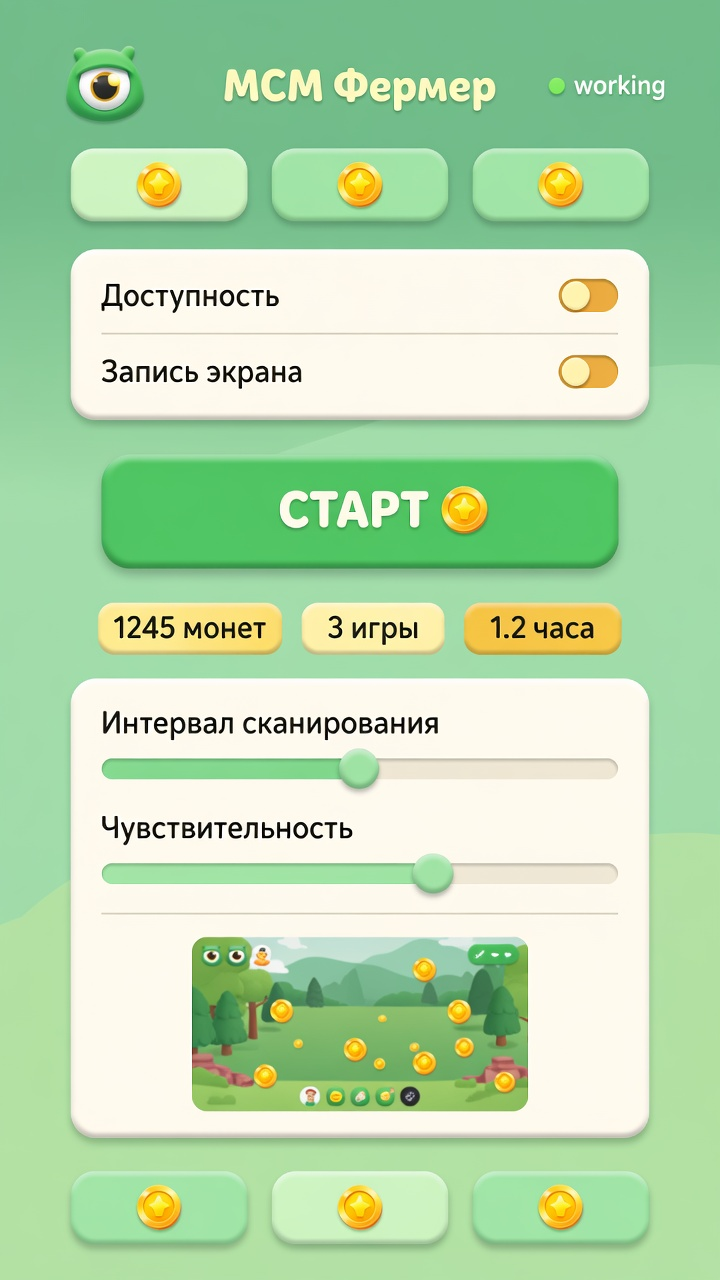 МСМ Фермер
working
Доступность
Запись экрана
СТАРТ
1245 монет
3 игры
1.2 часа
Интервал сканирования
Чувствительность